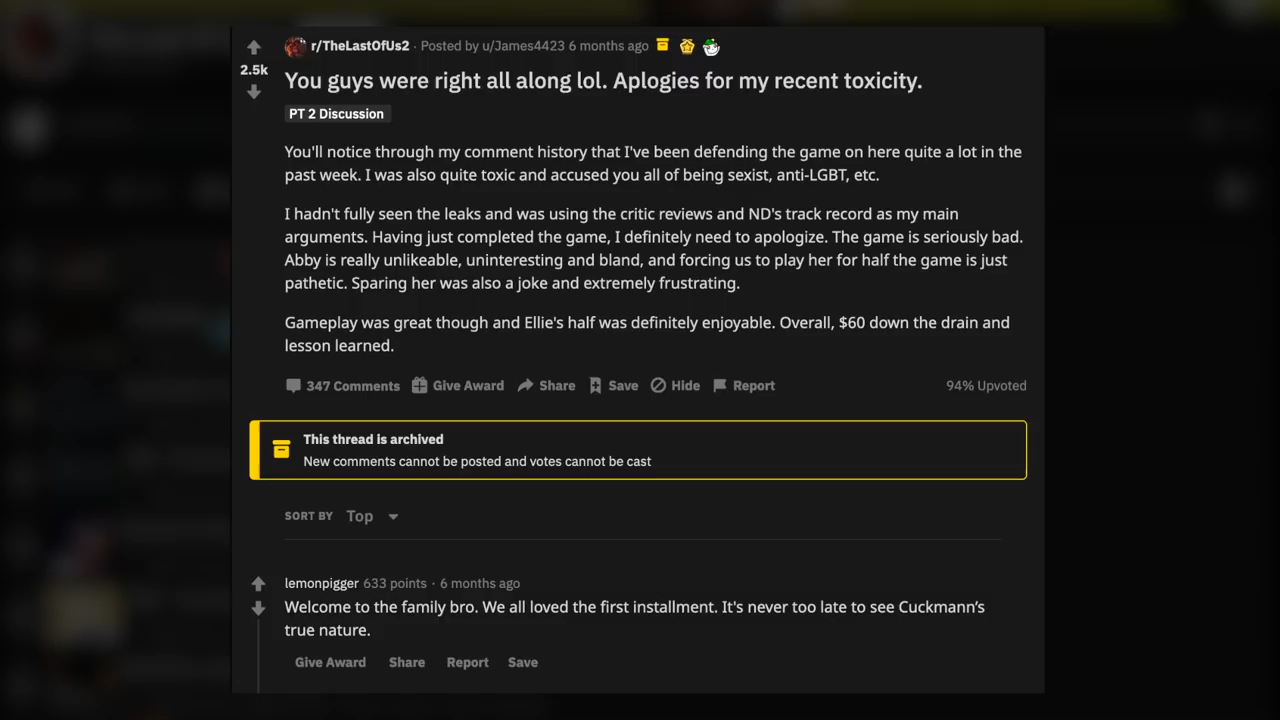 r/TheLastOfUs2 · Posted by u/James4423 6 months ago
2.5k
You guys were right all along lol. Aplogies for my recent toxicity.
PT 2 Discussion
You'll notice through my comment history that I've been defending the game on here quite a lot in the
past week. I was also quite toxic and accused you all of being sexist, anti-LGBT, etc.
I hadn't fully seen the leaks and was using the critic reviews and ND's track record as my main
arguments. Having just completed the game, I definitely need to apologize. The game is seriously bad.
Abby is really unlikeable, uninteresting and bland, and forcing us to play her for half the game is just
pathetic. Sparing her was also a joke and extremely frustrating.
Gameplay was great though and Ellie's half was definitely enjoyable. Overall, $60 down the drain and
lesson learned.
347 Comments Give Award Share Save Hide Report 94% Upvoted
This thread is archived
New comments cannot be posted and votes cannot be cast
SORT BY Top
lemonpigger 633 points · 6 months ago
Welcome to the family bro. We all loved the first installment. It's never too late to see Cuckmann’s
true nature.
Give Award Share Report Save